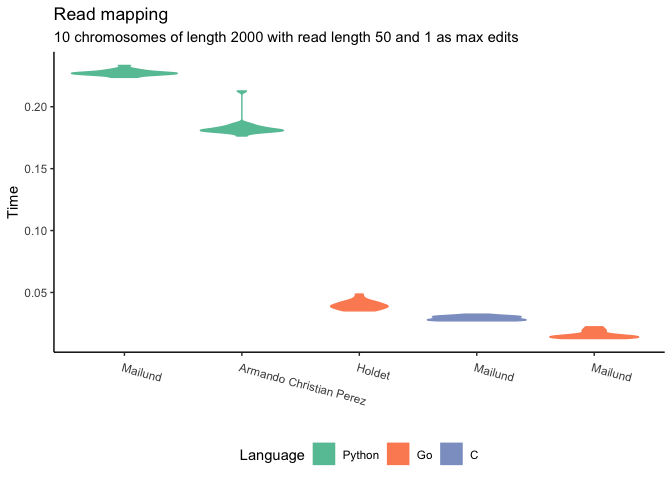 Read mapping
10 chromosomes of length 2000 with read length 50 and 1 as max edits
Time
0.20
0.15
0.10
0.05
Mailund
Armando Christian Perez
Holdet
Mailund
Mailund
Language Python Go C